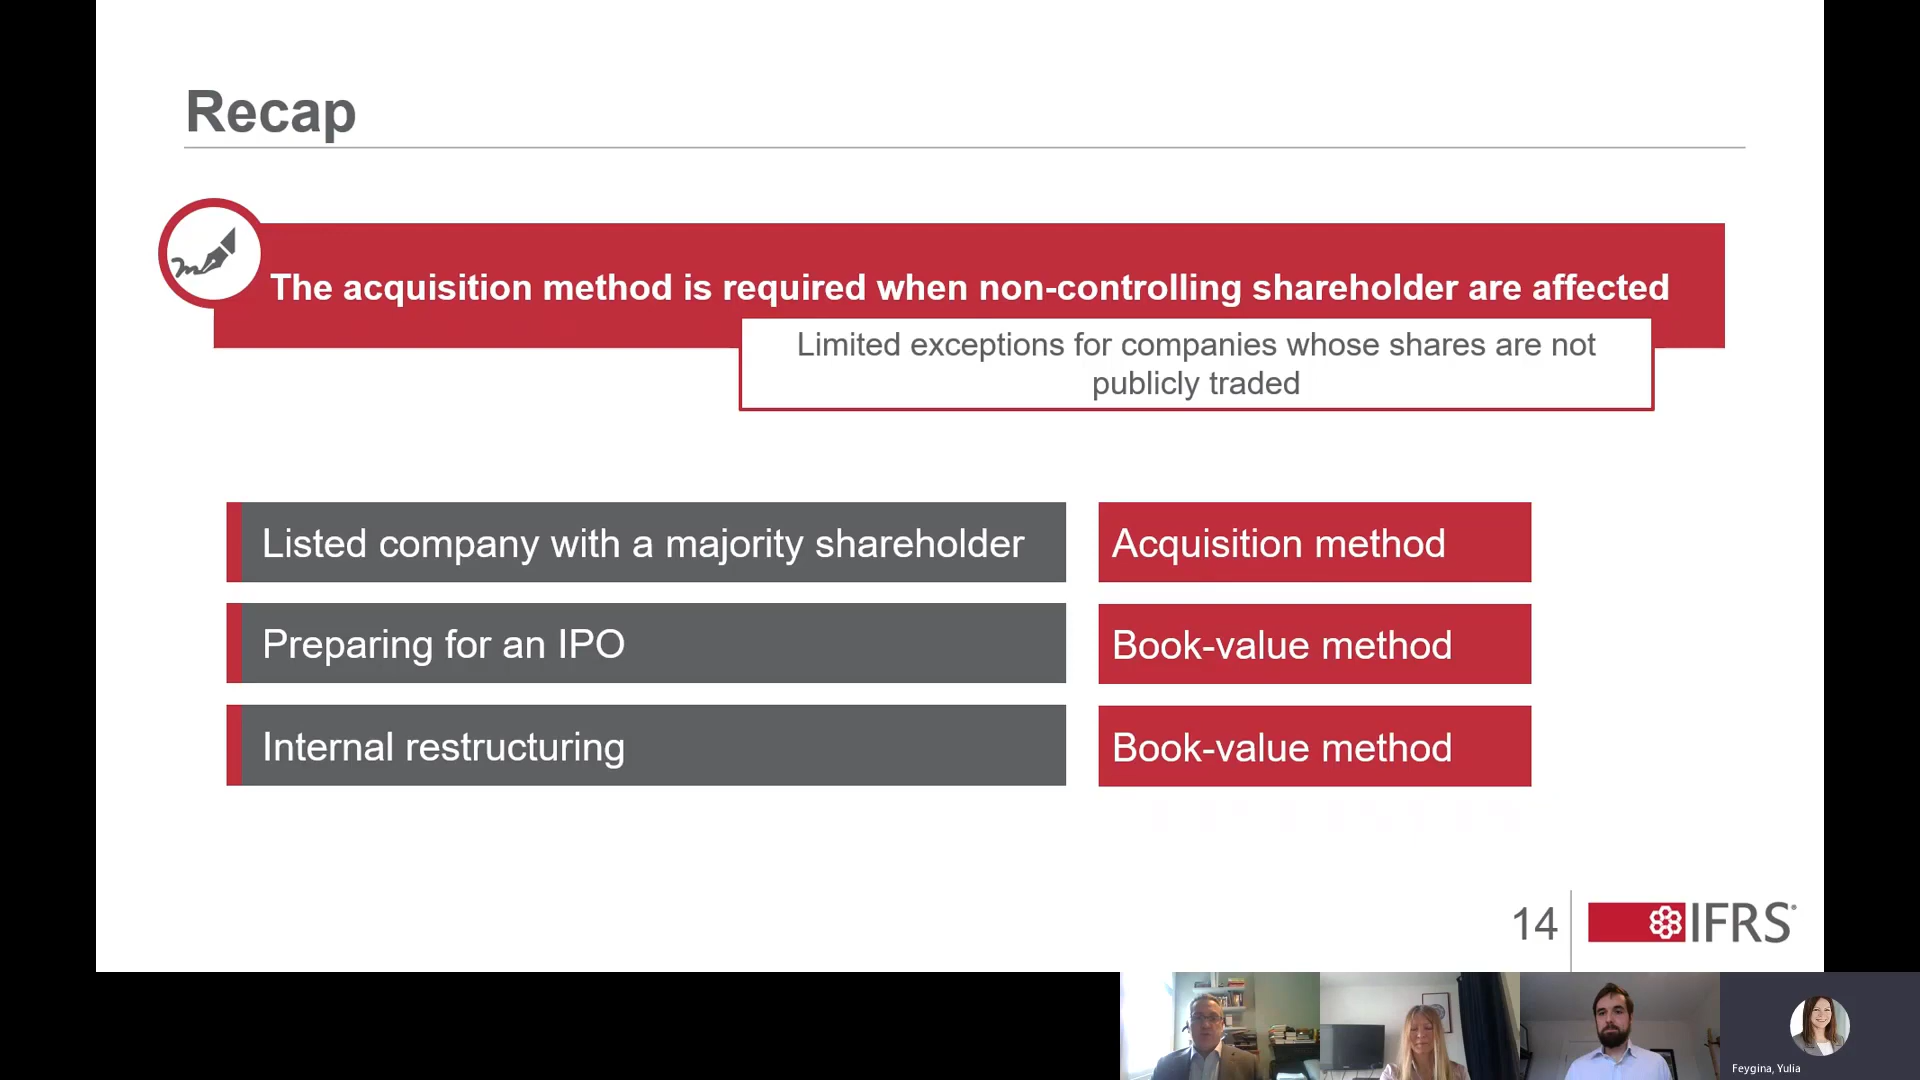 Recap
The acquisition method is required when non-controlling shareholder are affected
Limited exceptions for companies whose shares are not
publicly traded
Listed company with a majority shareholder
Acquisition method
Preparing for an IPO
Book-value method
Internal restructuring
Book-value method
14
IFRS®
Feygina, Yulia